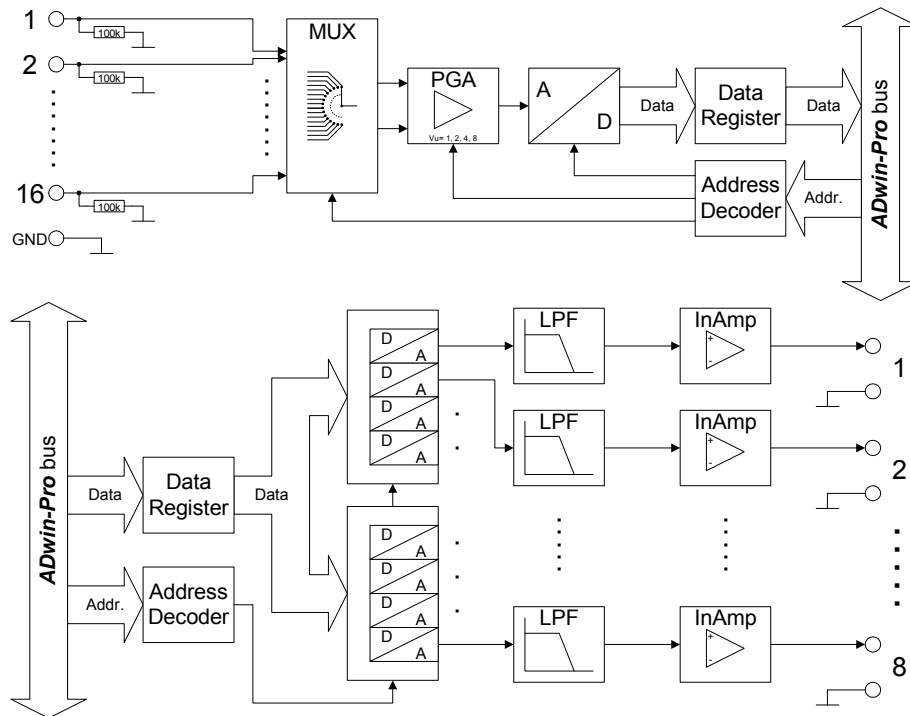 1
100k
MUX
2
100k
PGA
Vu= 1, 2, 4, 8
A
D
Data
Data
Register
Data
ADwin-Pro bus
16
100k
Address
Decoder
Addr.
GND
ADwin-Pro bus
D
A
D
A
D
A
D
A
LPF
InAmp
+
-
1
LPF
InAmp
+
-
2
Data
Data
Register
Data
D
A
D
A
D
A
D
A
Addr.
Address
Decoder
LPF
InAmp
+
-
8